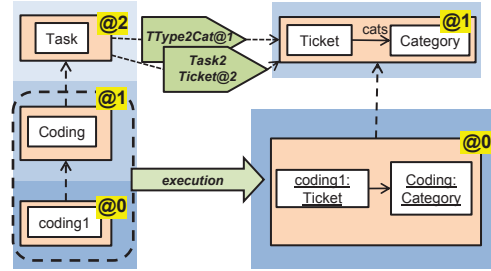 @2
Task
TType2Cat@1
Task2
Ticket@2
@1
Ticket
cats
Category
@1
Coding
@0
coding1
execution
@0
coding1:
Ticket
Coding:
Category